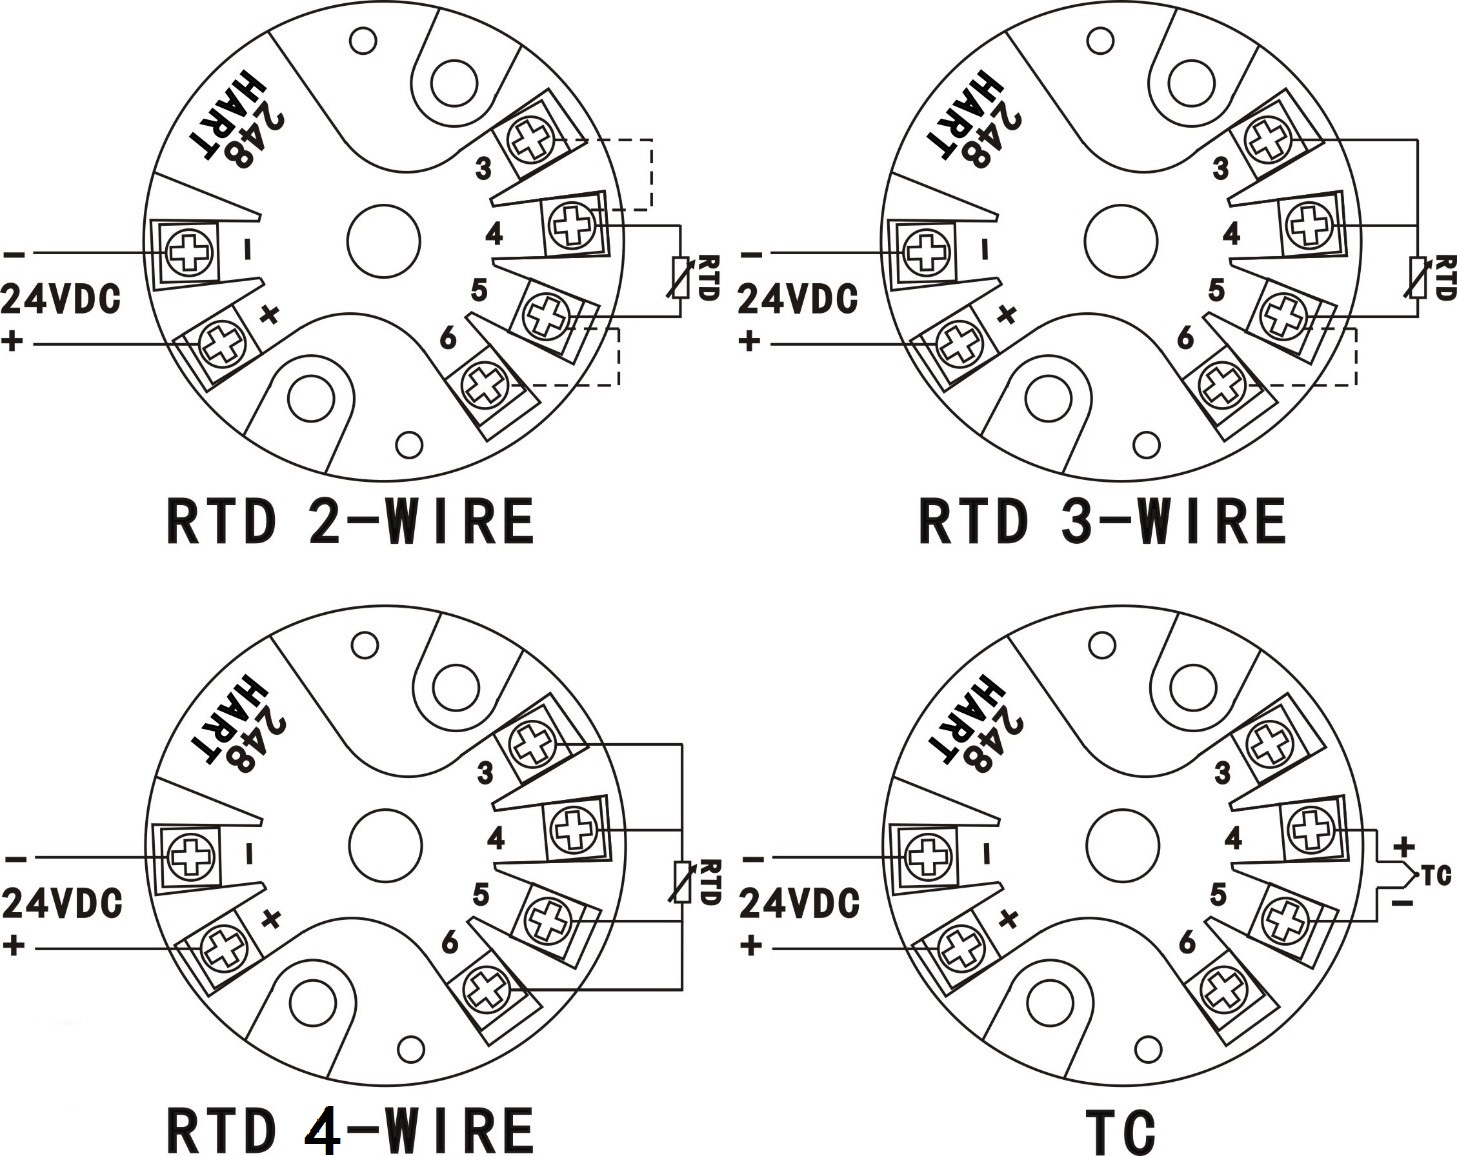 HART
248
3
4
5
6
−
24VDC
+
−
+
RTD
RTD 2-WIRE
HART
248
3
4
5
6
−
24VDC
+
−
+
RTD
RTD 3-WIRE
HART
248
3
4
5
6
−
24VDC
+
−
+
RTD
RTD 4-WIRE
HART
248
3
4
5
6
−
24VDC
+
−
+
+
TC
−
TC